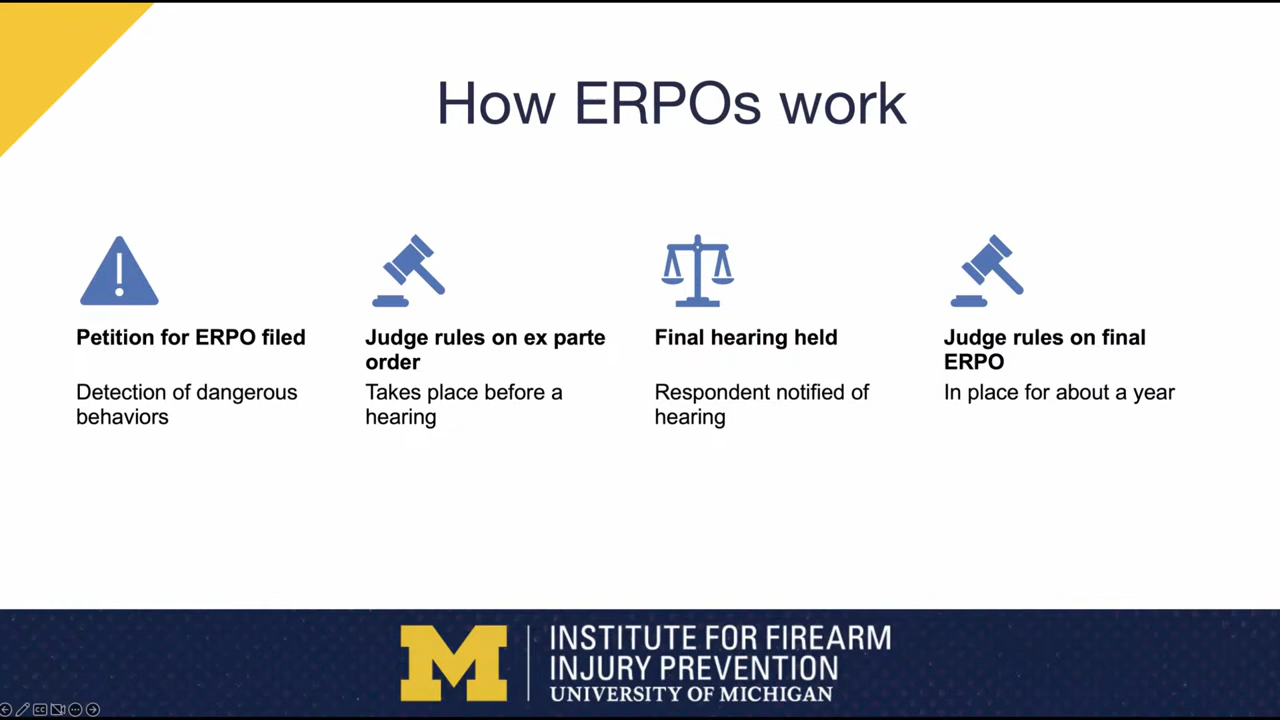 How ERPOs work
Petition for ERPO filed
Detection of dangerous
behaviors
Judge rules on ex parte
order
Takes place before a
hearing
Final hearing held
Respondent notified of
hearing
Judge rules on final
ERPO
In place for about a year
M
INSTITUTE FOR FIREARM
INJURY PREVENTION
UNIVERSITY OF MICHIGAN
CC